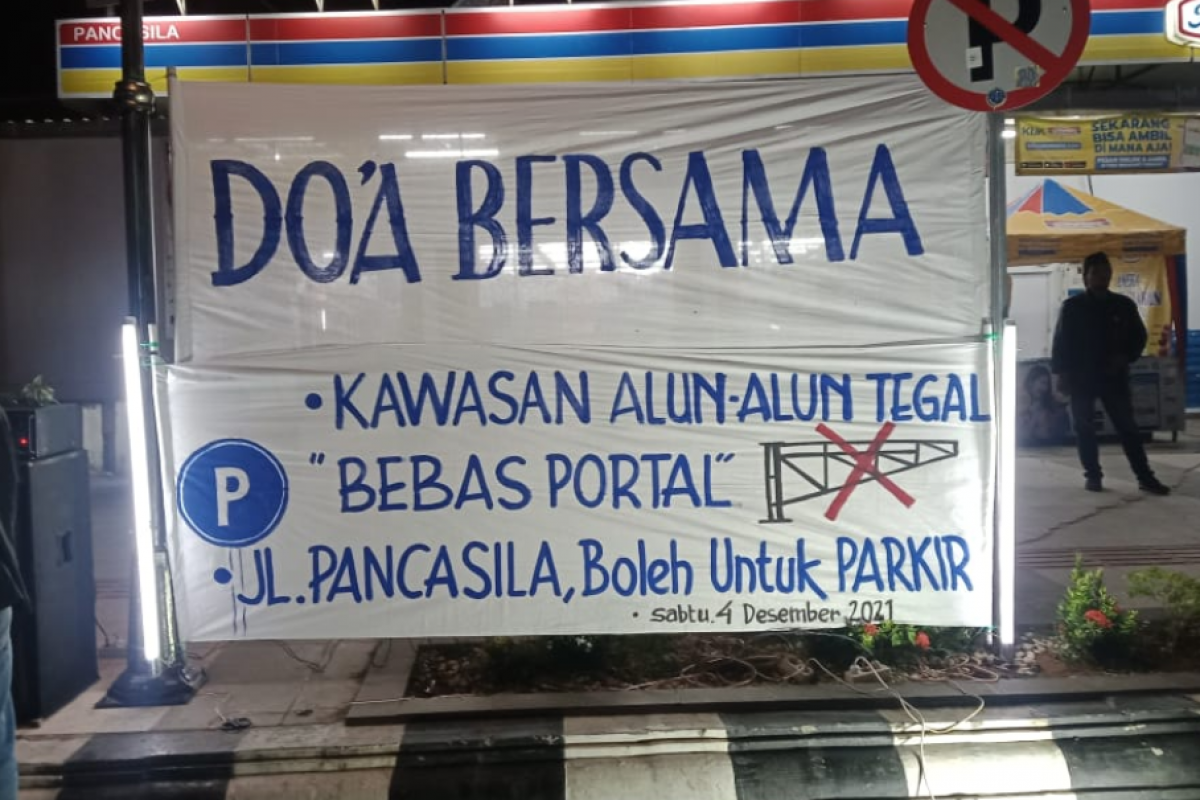 PANCASILA
P
SEKARANG
BISA AMBIL
DI MANA AJA!
DO'A BERSAMA
• KAWASAN ALUN-ALUN TEGAL
P
"BEBAS PORTAL"
• JL. PANCASILA, Boleh Untuk PARKIR
• sabtu. 4 Desember 2021